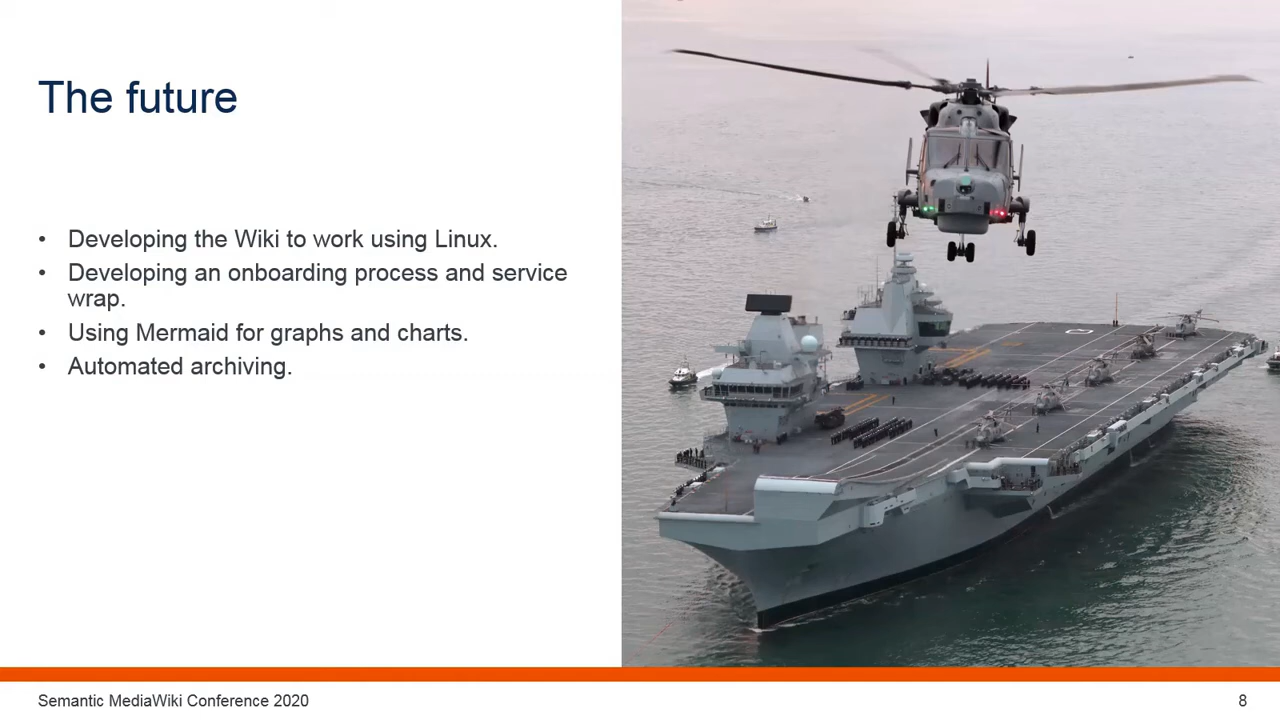 The future
• Developing the Wiki to work using Linux.
• Developing an onboarding process and service
wrap.
• Using Mermaid for graphs and charts.
• Automated archiving.
Semantic MediaWiki Conference 2020
8